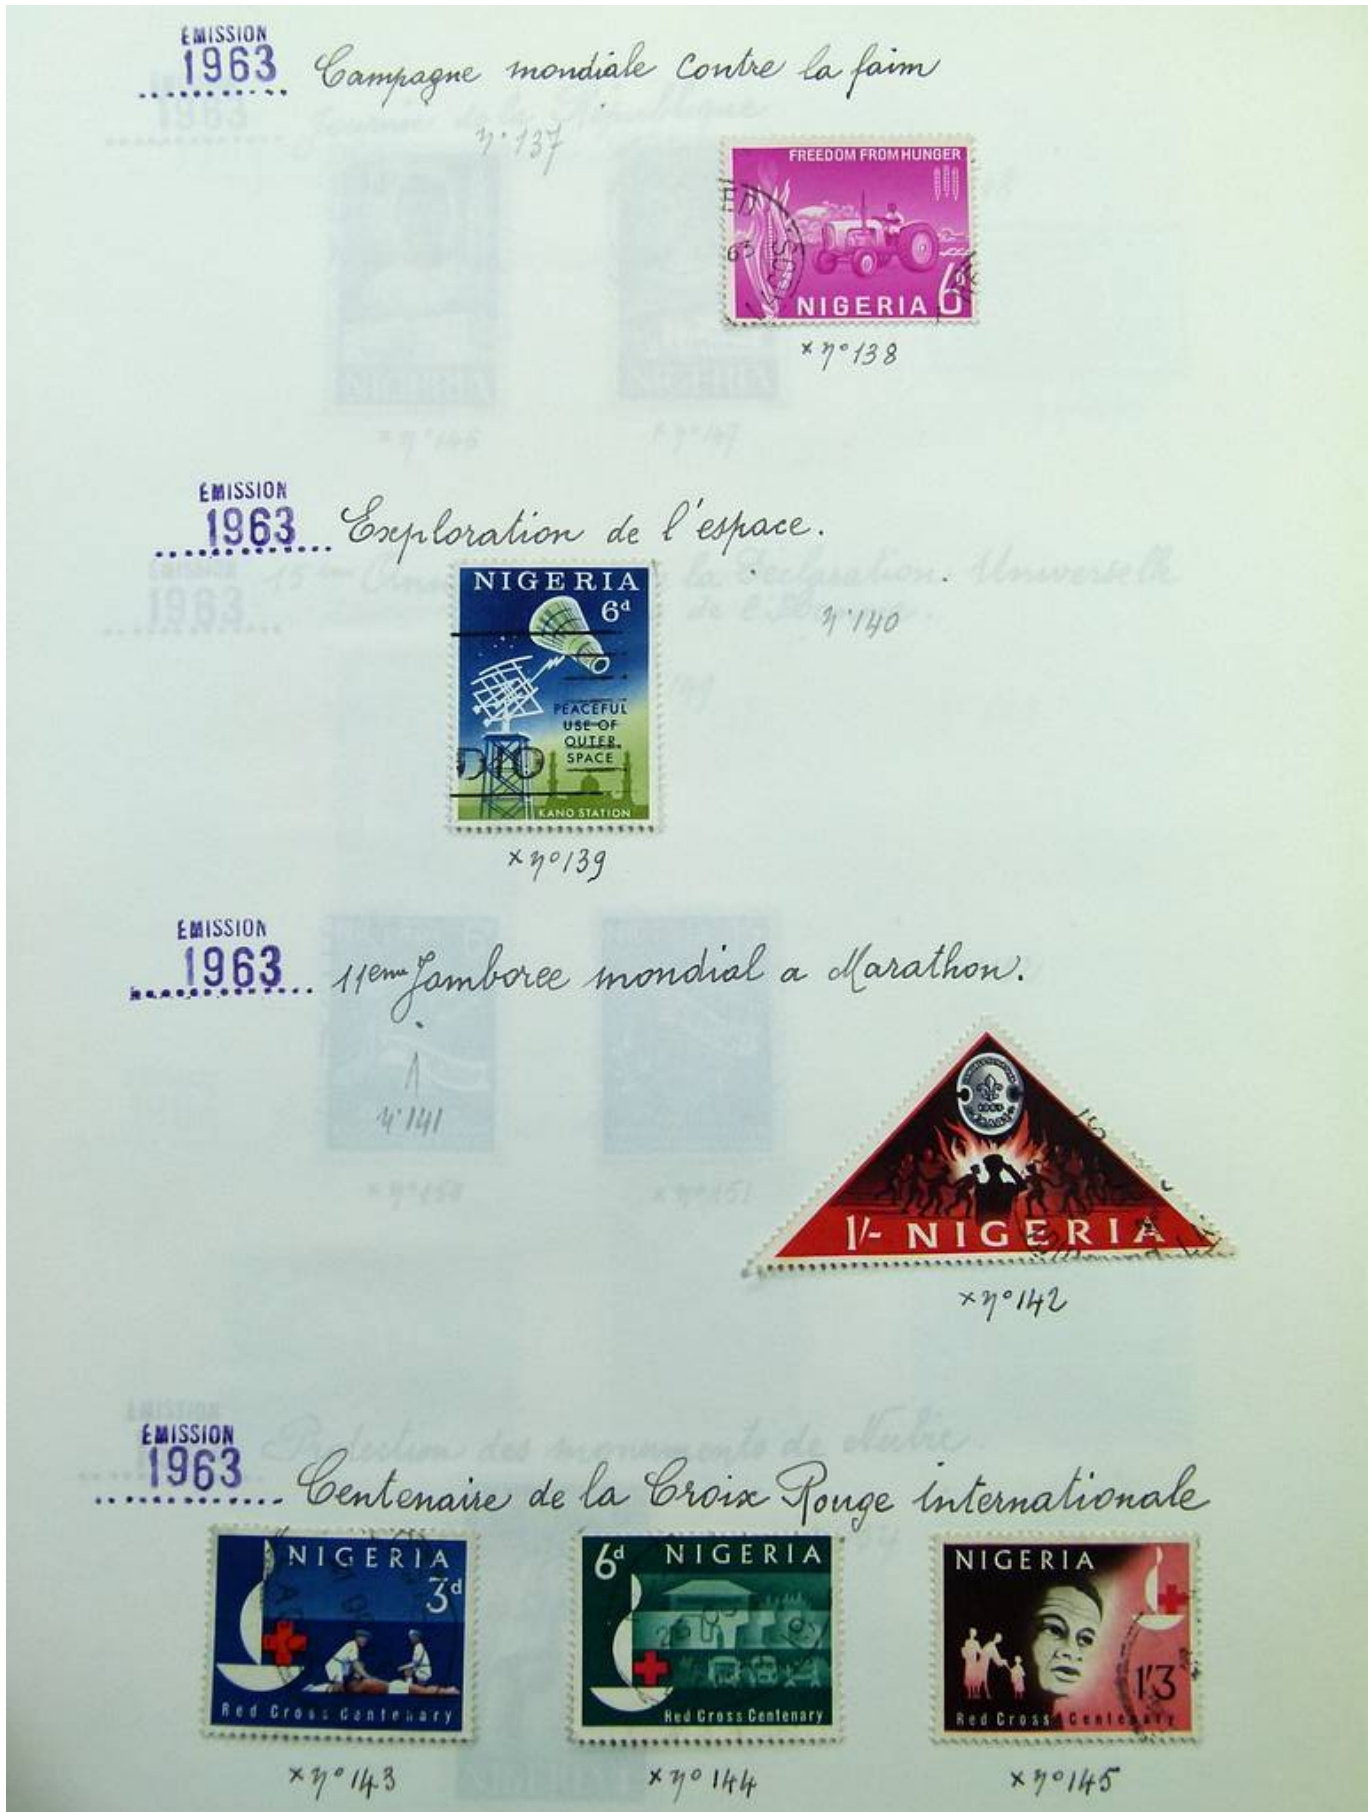 EMISSION
1963
Campagne mondiale contre la faim
n°137
FREEDOM FROM HUNGER
NIGERIA 6d
x n°138
EMISSION
1963
Exploration de l'espace.
NIGERIA
6d
PEACEFUL
USE OF
OUTER
SPACE
KANO STATION
n°140
x n°139
EMISSION
1963
11eme Jamboree mondial a Marathon.
n°141
1/- NIGERIA
x n°142
EMISSION
1963
Centenaire de la Croix Rouge internationale
NIGERIA
3d
Red Cross Centenary
6d NIGERIA
Red Cross Centenary
NIGERIA
1'3
Red Cross Centenary
x n°143
x n°144
x n°145